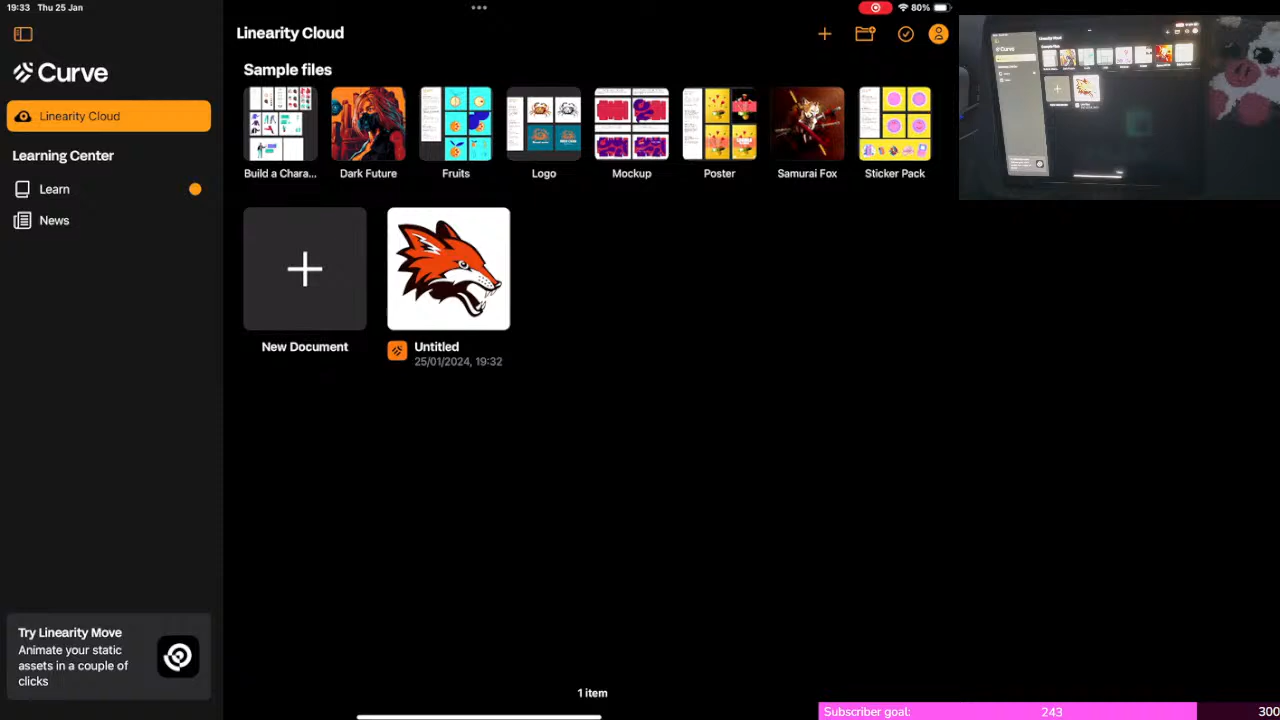 19:33 Thu 25 Jan
80%
Curve
Linearity Cloud
Learning Center
Learn
News
Try Linearity Move
Animate your static
assets in a couple of
clicks
Linearity Cloud
Sample files
Build a Chara...
Dark Future
Fruits
Logo
Mockup
Poster
Samurai Fox
Sticker Pack
New Document
Untitled
25/01/2024, 19:32
1 item
Subscriber goal: 243 300